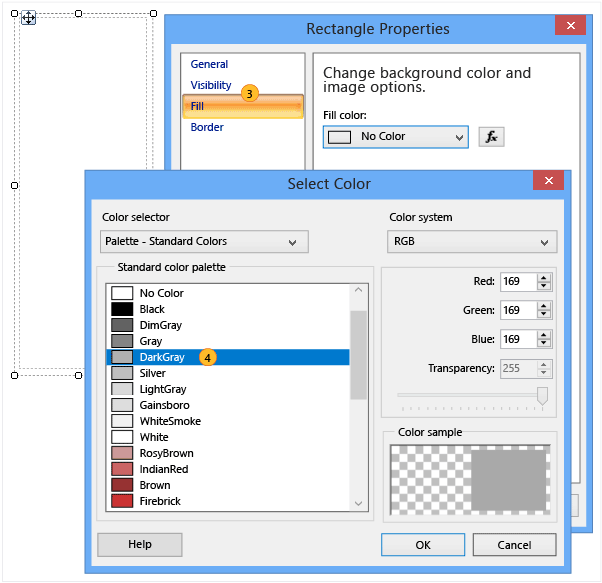 Rectangle Properties
General
Visibility
3
Fill
Border
Change background color and
image options.
Fill color:
No Color
fx
Select Color
Color selector
Palette - Standard Colors
Color system
RGB
Standard color palette
No Color
Black
DimGray
Gray
DarkGray
4
Silver
LightGray
Gainsboro
WhiteSmoke
White
RosyBrown
IndianRed
Brown
Firebrick
Red:
169
Green:
169
Blue:
169
Transparency:
255
Color sample
Help
OK
Cancel